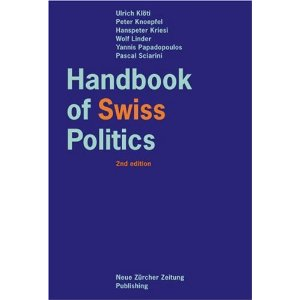 Ulrich Klöti
Peter Knoepfel
Hanspeter Kriesi
Wolf Linder
Yannis Papadopoulos
Pascal Sciarini
Handbook
of Swiss
Politics
2nd edition
Neue Zürcher Zeitung
Publishing